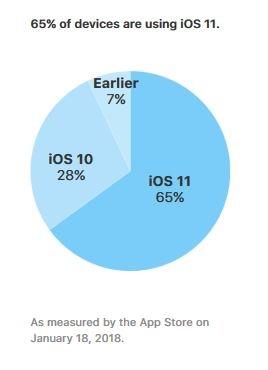 65% of devices are using iOS 11.
Earlier
7%
iOS 10
28%
iOS 11
65%
As measured by the App Store on
January 18, 2018.